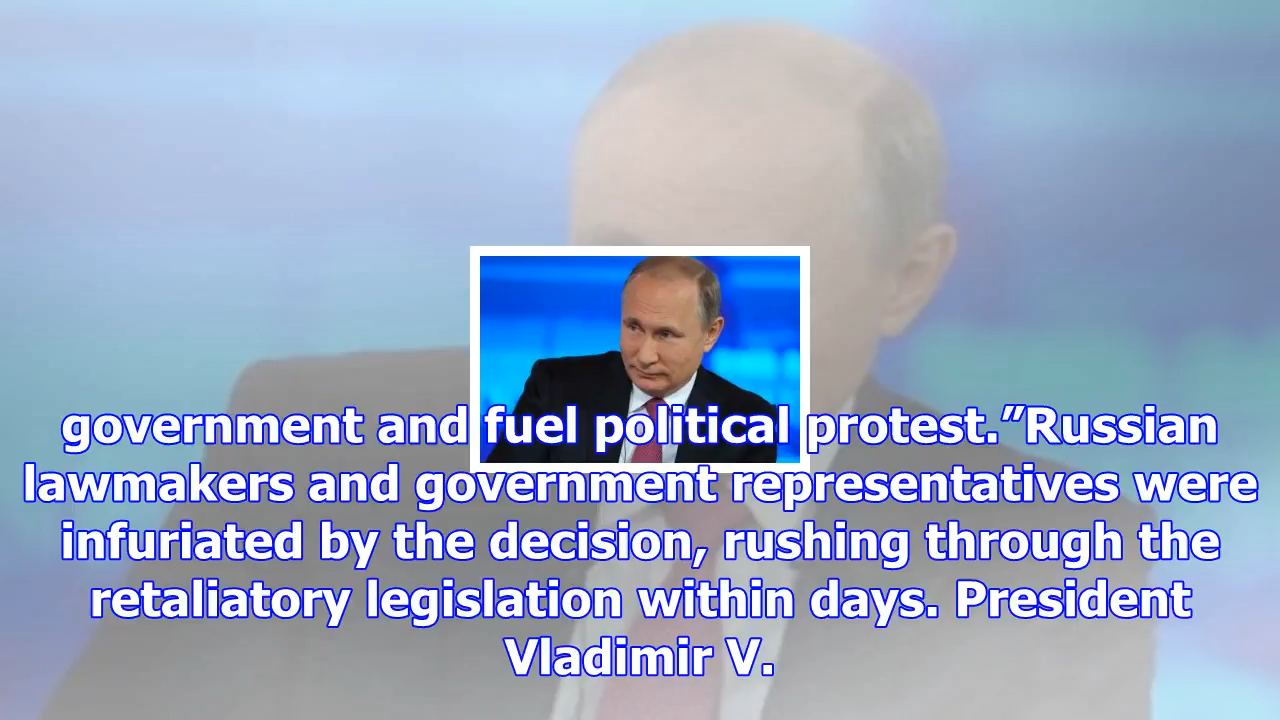 government and fuel political protest.”Russian
lawmakers and government representatives were
infuriated by the decision, rushing through the
retaliatory legislation within days. President
Vladimir V.